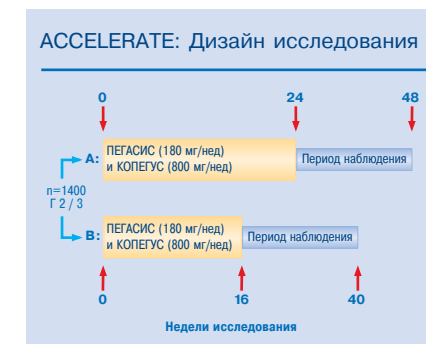 ACCELERATE: Дизайн исследования
0 24 48
A: ПЕГАСИС (180 мг/нед)
и КОПЕГУС (800 мг/нед)
Период наблюдения
n=1400
Г 2 / 3
B: ПЕГАСИС (180 мг/нед)
и КОПЕГУС (800 мг/нед)
Период наблюдения
0 16 40
Недели исследования